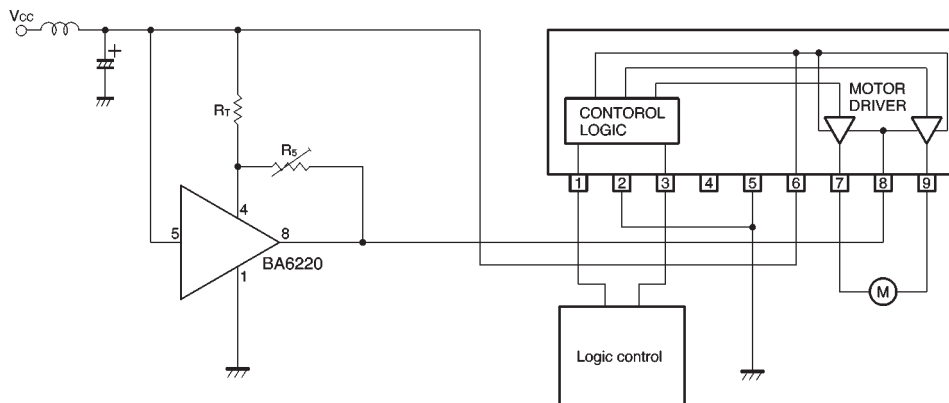 Vcc
+
RT
R5
4
5
8
1
BA6220
CONTOROL
LOGIC
MOTOR
DRIVER
1 2 3 4 5 6 7 8 9
M
Logic control